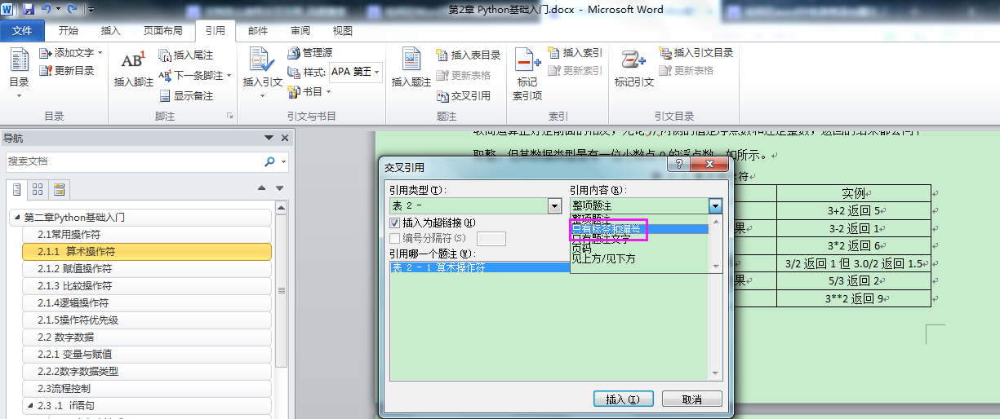 第2章 Python基础入门.docx - Microsoft Word
文件 开始 插入 页面布局 引用 邮件 审阅 视图
目录
添加文字
更新目录
目录
AB¹
插入脚注
插入尾注
下一条脚注
显示备注
脚注
插入引文
管理源
样式: APA 第五
书目
引文与书目
插入题注
插入表目录
更新表格
交叉引用
题注
标记
索引项
插入索引
更新索引
索引
标记引文
插入引文目录
更新表格
引文目录
导航
搜索文档
第二章Python基础入门
2.1常用操作符
2.1.1 算术操作符
2.1.2 赋值操作符
2.1.3 比较操作符
2.1.4逻辑操作符
2.1.5操作符优先级
2.2 数字数据
2.2.1 变量与赋值
2.2.2数字数据类型
2.3流程控制
2.3 .1 if语句
取整，但其数据类型是有一位小数点 0 的浮点数，如所示。
作符
实例
3+2 返回 5
果 3-2 返回 1
3*2 返回 6
3/2 返回 1 但 3.0/2 返回 1.5
果 5/3 返回 2
3**2 返回 9
交叉引用
引用类型(T):
表 2 -
插入为超链接(H)
编号分隔符(S)
引用哪一个题注(W):
表 2 - 1 算术操作符
引用内容(R):
整项题注
整项题注
只有标签和编号
只有题注文字
页码
见上方/见下方
插入(I)
取消